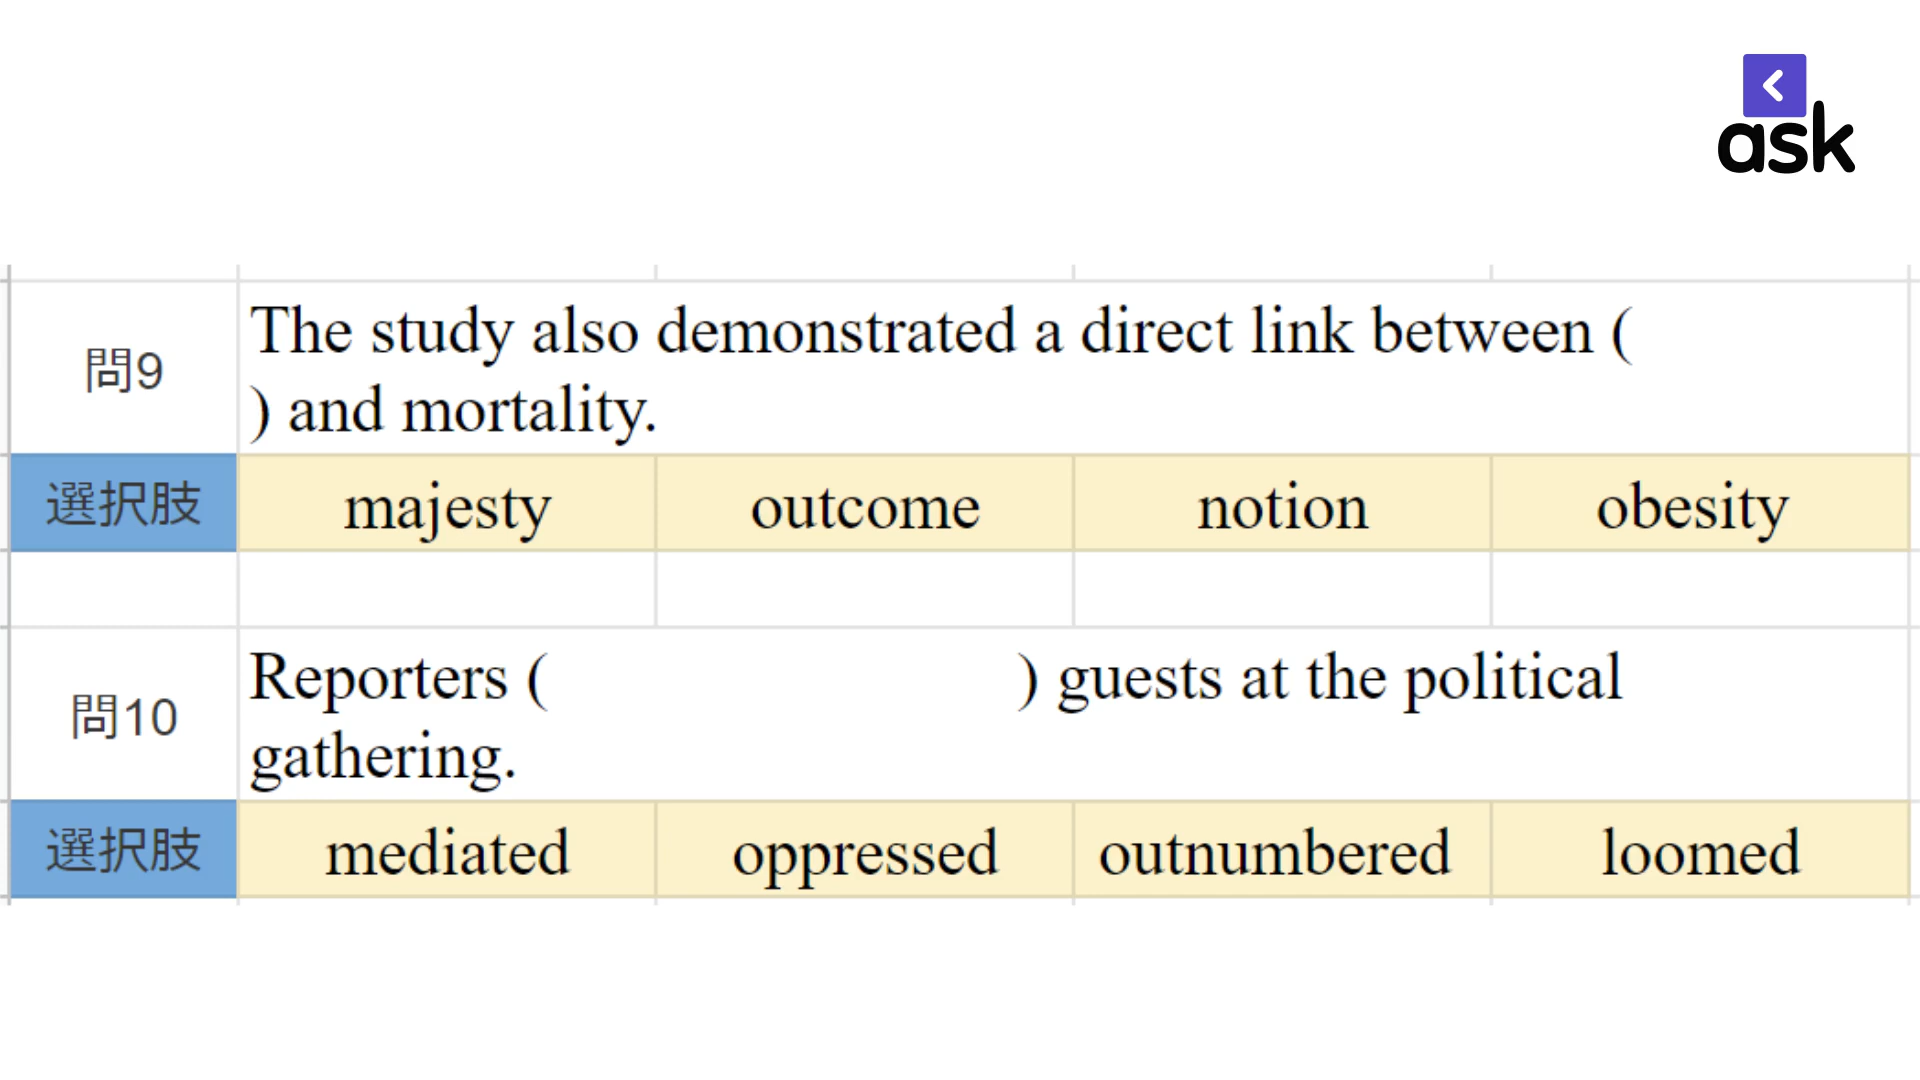 ask
問9
The study also demonstrated a direct link between (
) and mortality.
選択肢 majesty outcome notion obesity
問10
Reporters ( ) guests at the political
gathering.
選択肢 mediated oppressed outnumbered loomed